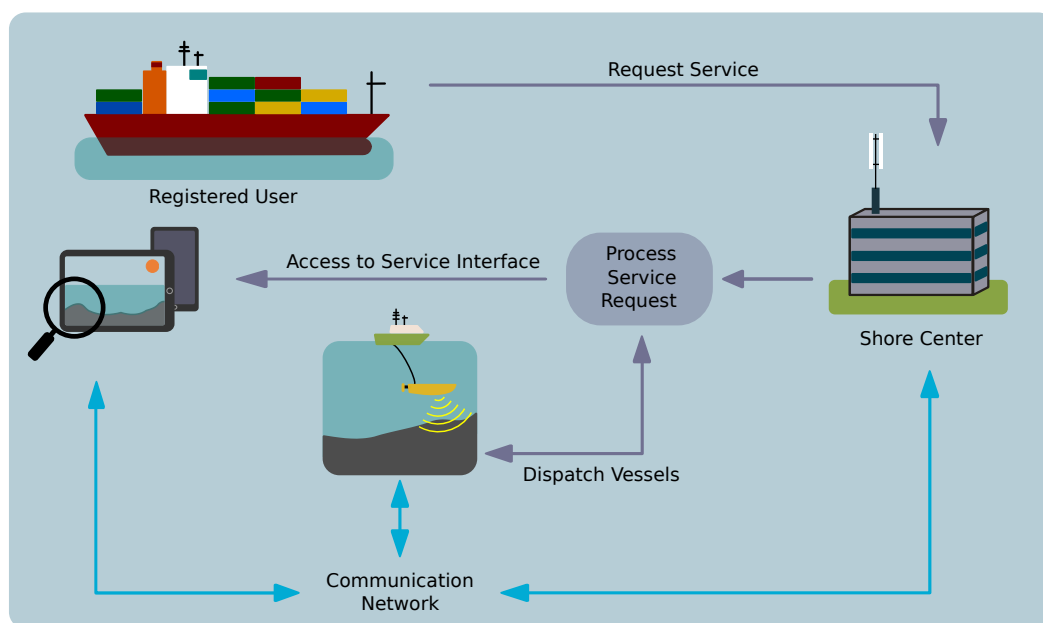 Request Service
Registered User
Access to Service Interface
Process
Service
Request
Shore Center
Dispatch Vessels
Communication
Network